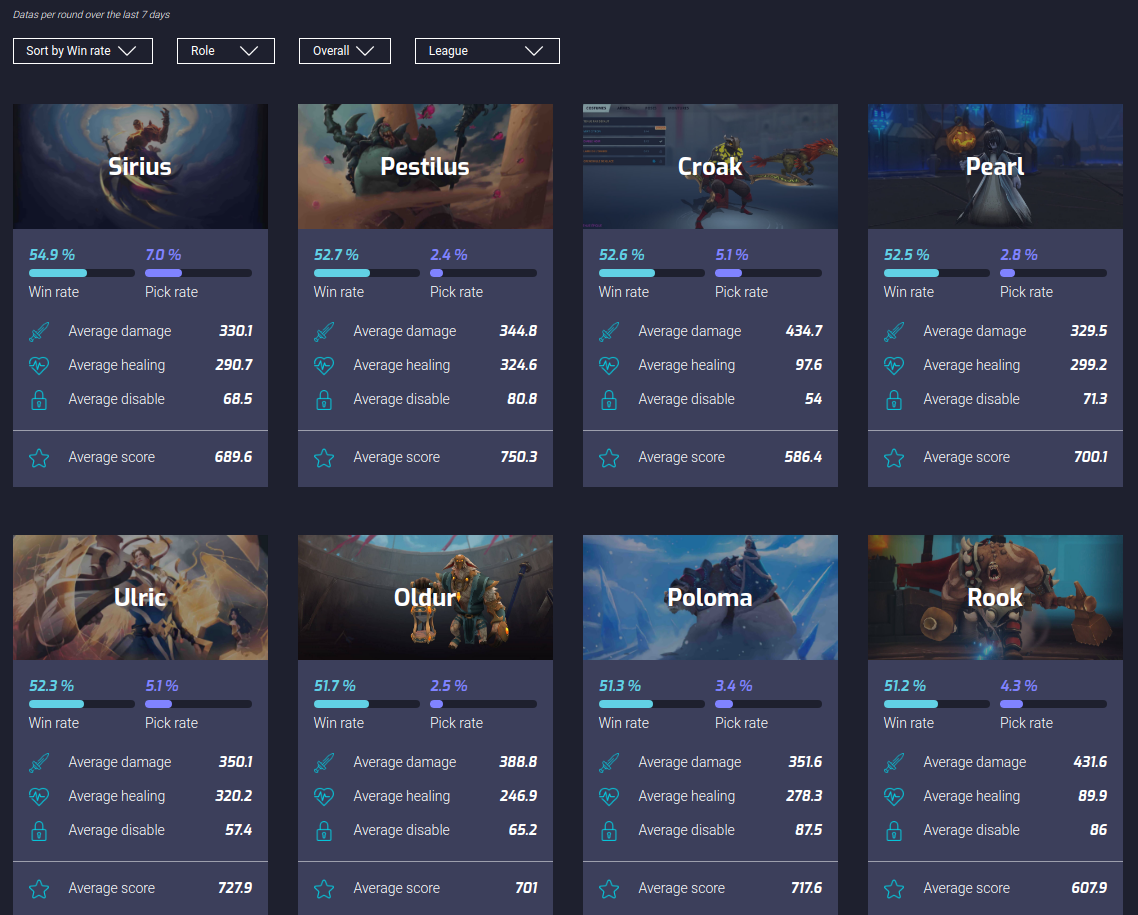 Datas per round over the last 7 days
Sort by Win rate Role Overall League
Sirius
54.9 % 7.0 %
Win rate Pick rate
Average damage 330.1
Average healing 290.7
Average disable 68.5
Average score 689.6
Pestilus
52.7 % 2.4 %
Win rate Pick rate
Average damage 344.8
Average healing 324.6
Average disable 80.8
Average score 750.3
Croak
52.6 % 5.1 %
Win rate Pick rate
Average damage 434.7
Average healing 97.6
Average disable 54
Average score 586.4
Pearl
52.5 % 2.8 %
Win rate Pick rate
Average damage 329.5
Average healing 299.2
Average disable 71.3
Average score 700.1
Ulric
52.3 % 5.1 %
Win rate Pick rate
Average damage 350.1
Average healing 320.2
Average disable 57.4
Average score 727.9
Oldur
51.7 % 2.5 %
Win rate Pick rate
Average damage 388.8
Average healing 246.9
Average disable 65.2
Average score 701
Poloma
51.3 % 3.4 %
Win rate Pick rate
Average damage 351.6
Average healing 278.3
Average disable 87.5
Average score 717.6
Rook
51.2 % 4.3 %
Win rate Pick rate
Average damage 431.6
Average healing 89.9
Average disable 86
Average score 607.9